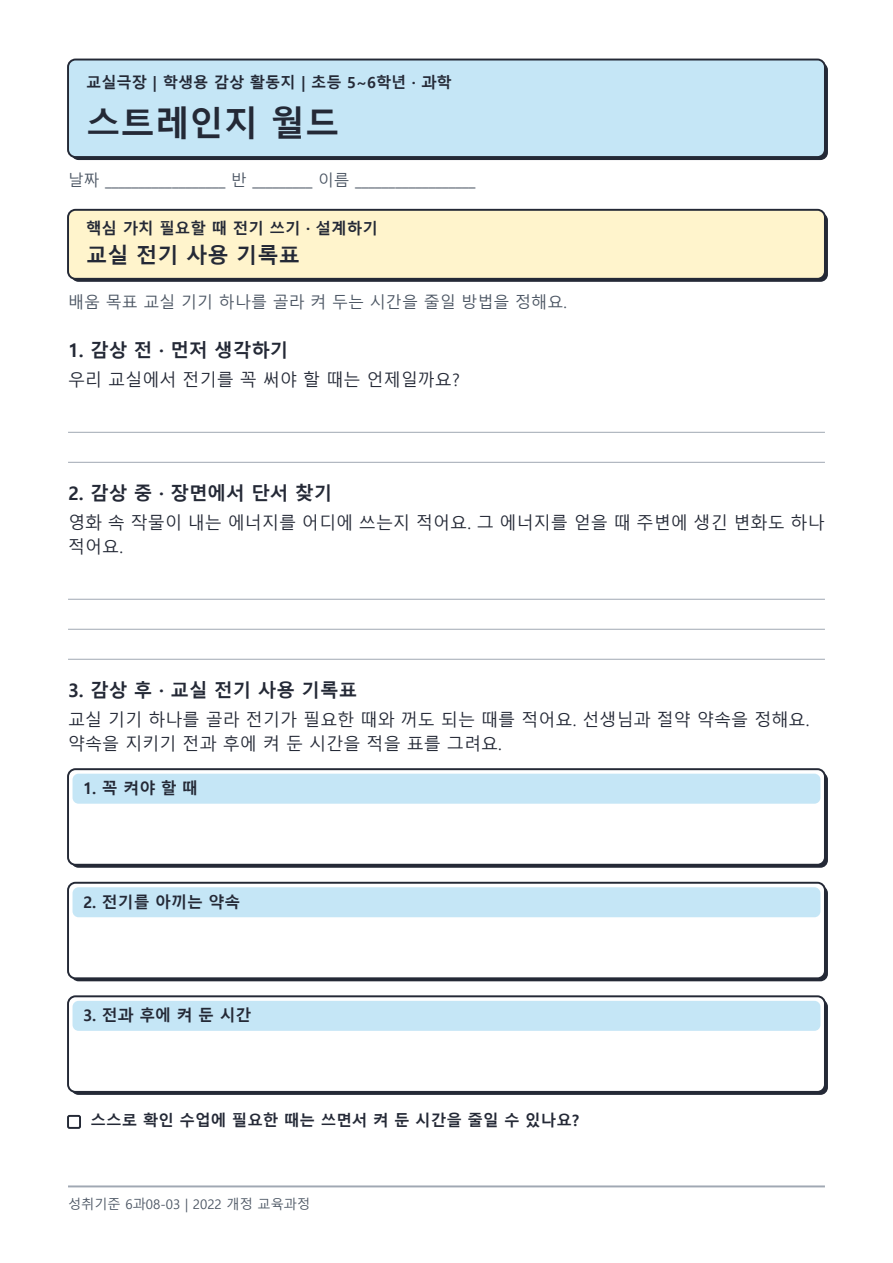 교실극장 | 학생용 감상 활동지 | 초등 5~6학년 · 과학
스트레인지 월드
날짜 _______________ 반 ________ 이름 _______________
핵심 가치 필요할 때 전기 쓰기 · 설계하기
교실 전기 사용 기록표
배움 목표 교실 기기 하나를 골라 켜 두는 시간을 줄일 방법을 정해요.
1. 감상 전 · 먼저 생각하기
우리 교실에서 전기를 꼭 써야 할 때는 언제일까요?
2. 감상 중 · 장면에서 단서 찾기
영화 속 작물이 내는 에너지를 어디에 쓰는지 적어요. 그 에너지를 얻을 때 주변에 생긴 변화도 하나
적어요.
3. 감상 후 · 교실 전기 사용 기록표
교실 기기 하나를 골라 전기가 필요한 때와 꺼도 되는 때를 적어요. 선생님과 절약 약속을 정해요.
약속을 지키기 전과 후에 켜 둔 시간을 적을 표를 그려요.
1. 꼭 켜야 할 때
2. 전기를 아끼는 약속
3. 전과 후에 켜 둔 시간
스스로 확인 수업에 필요한 때는 쓰면서 켜 둔 시간을 줄일 수 있나요?
성취기준 6과08-03 | 2022 개정 교육과정